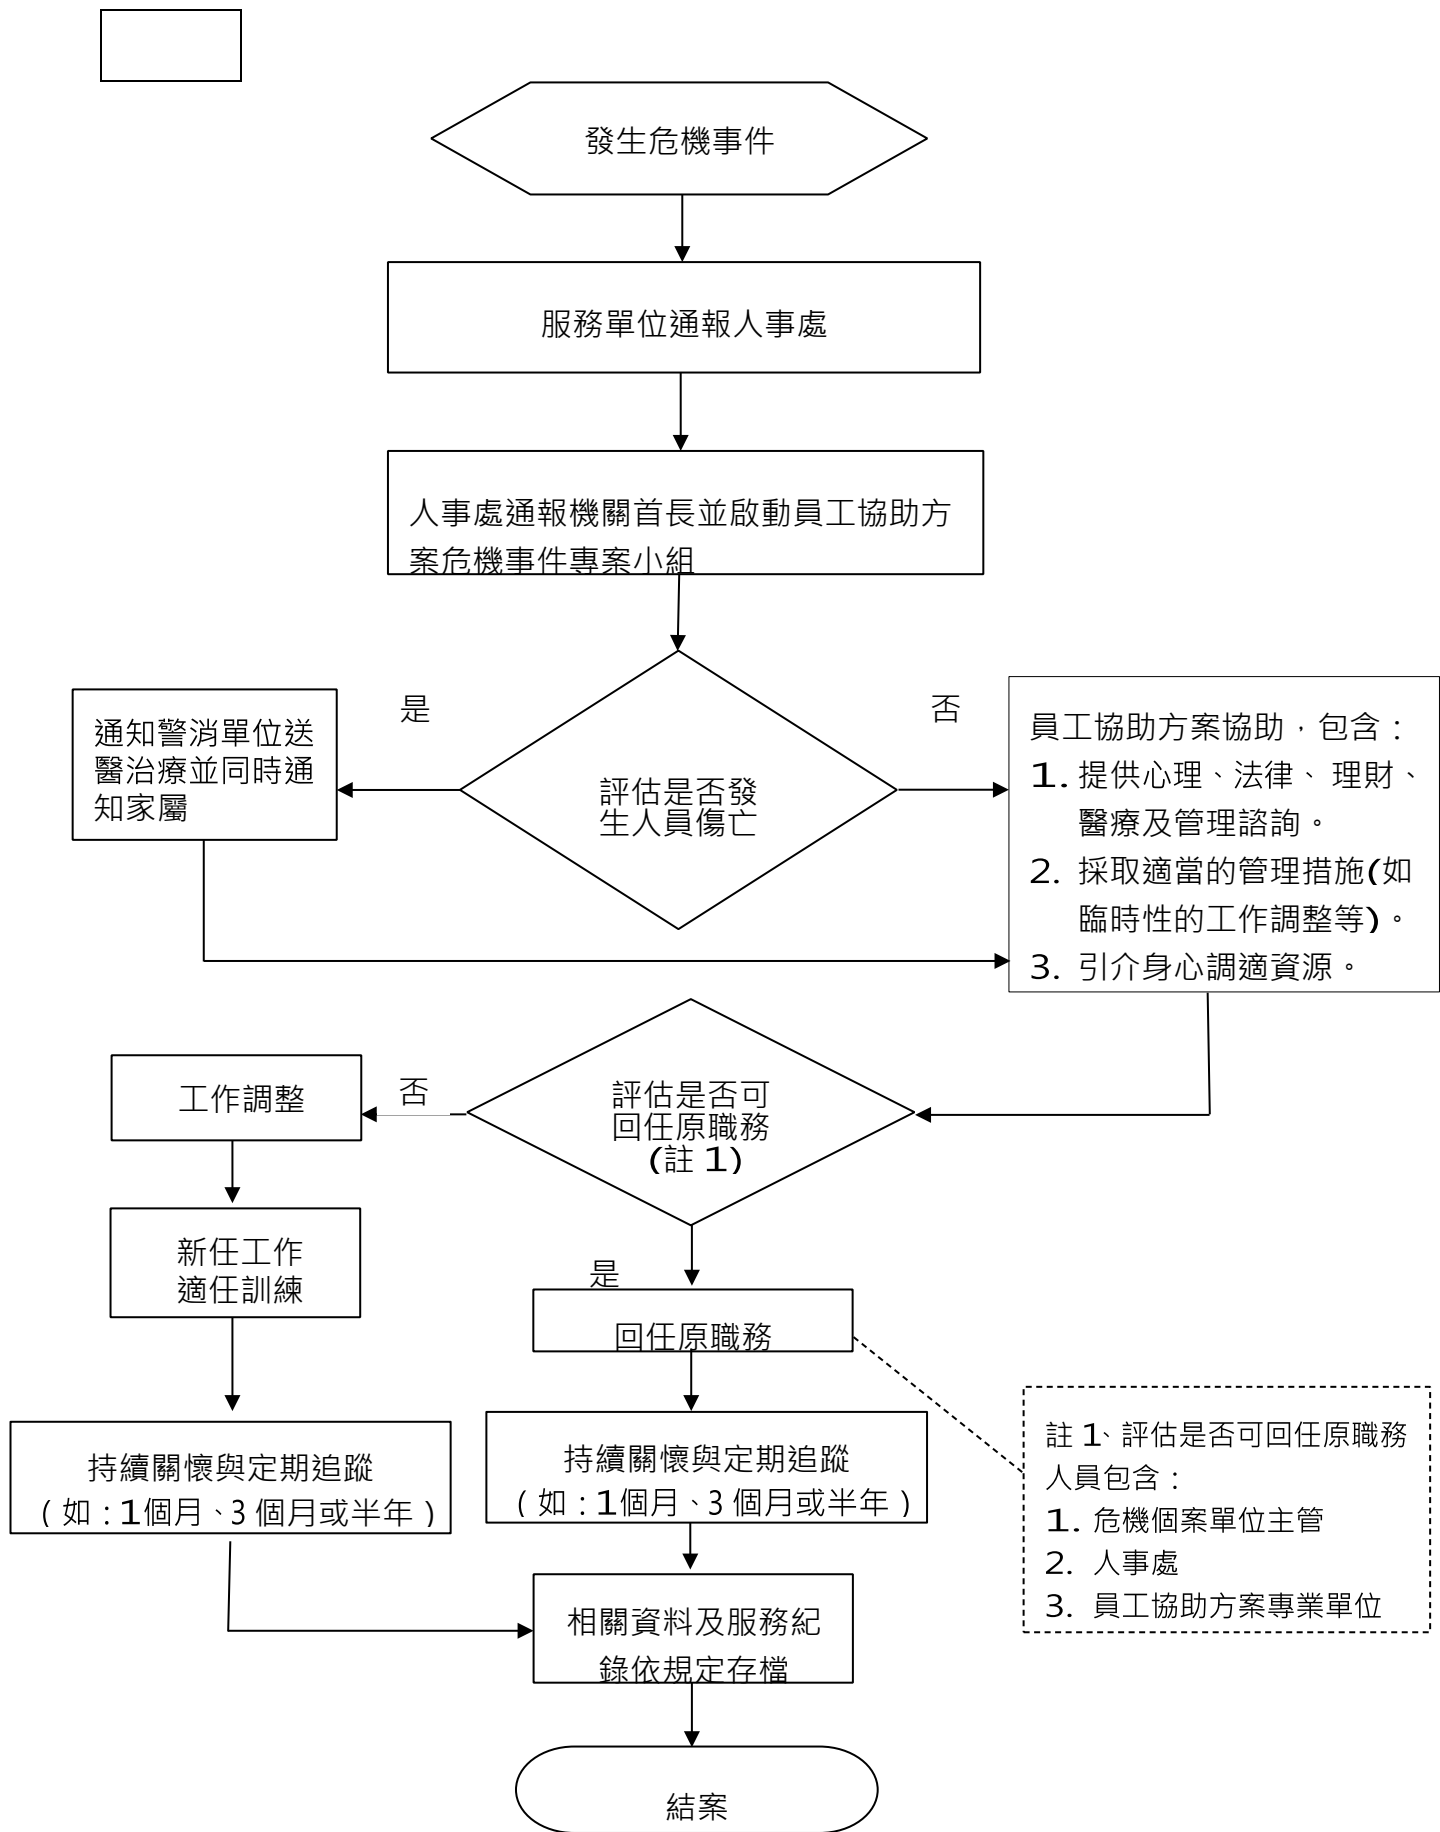 發生危機事件
服務單位通報人事處
人事處通報機關首長並啟動員工協助方
案危機事件專案小組
是
否
通知警消單位送
醫治療並同時通
知家屬
評估是否發
生人員傷亡
員工協助方案協助，包含：
1. 提供心理、法律、 理財、
醫療及管理諮詢。
2. 採取適當的管理措施(如
臨時性的工作調整等)。
3. 引介身心調適資源。
工作調整
否
評估是否可
回任原職務
(註 1)
新任工作
適任訓練
是
回任原職務
持續關懷與定期追蹤
（如：1個月、3 個月或半年）
持續關懷與定期追蹤
（如：1個月、3 個月或半年）
註 1、評估是否可回任原職務
人員包含：
1. 危機個案單位主管
2. 人事處
3. 員工協助方案專業單位
相關資料及服務紀
錄依規定存檔
結案